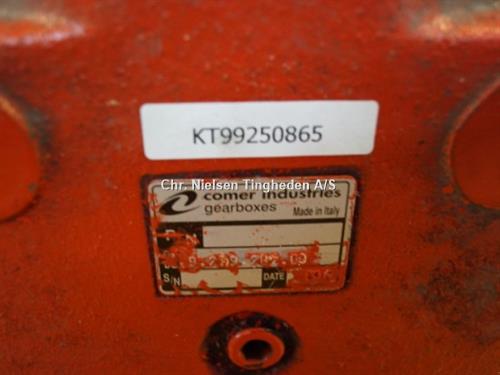 KT99250865
Chr. Nielsen Tingheden A/S
comer industries
gearboxes Made in Italy
S/N DATE